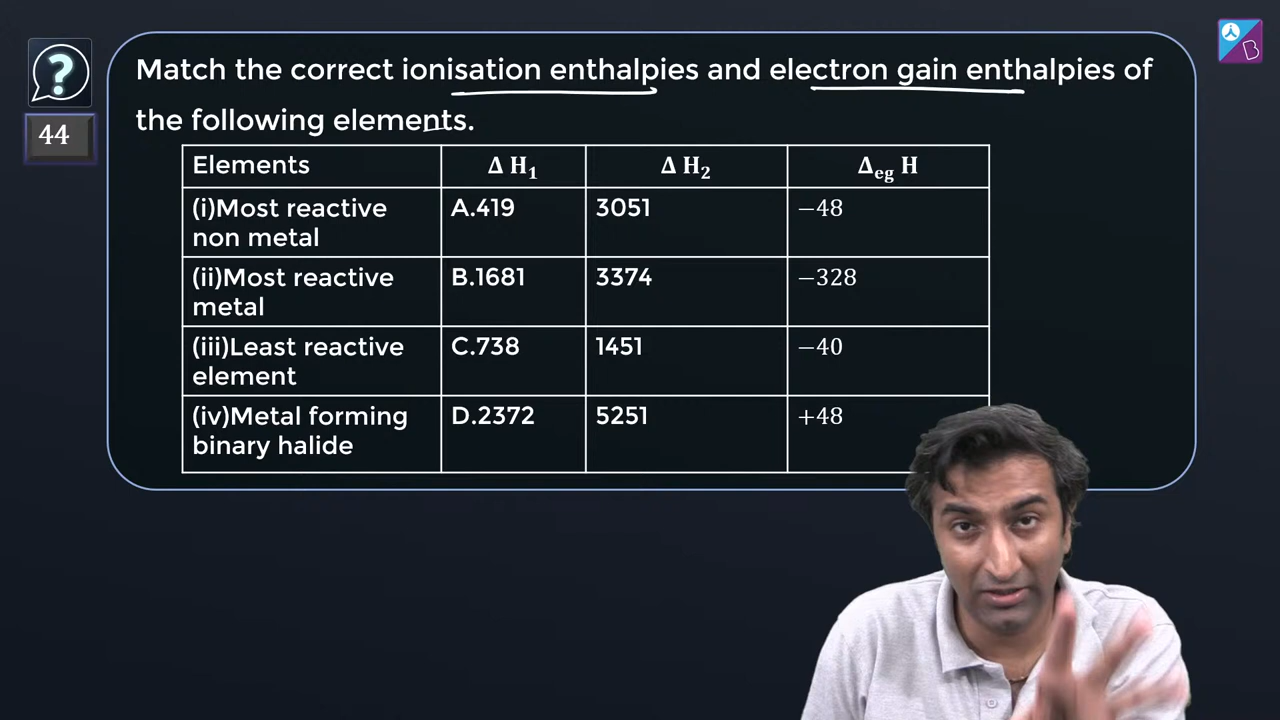 Match the correct ionisation enthalpies and electron gain enthalpies of
the following elements.
44
Elements Δ H₁ Δ H₂ Δeg H
(i)Most reactive non metal A.419 3051 −48
(ii)Most reactive metal B.1681 3374 −328
(iii)Least reactive element C.738 1451 −40
(iv)Metal forming binary halide D.2372 5251 +48
B